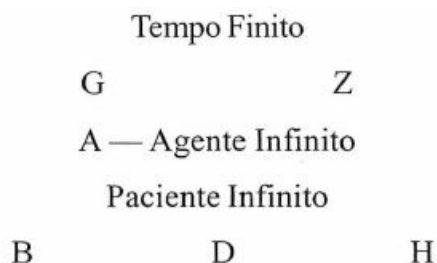 Tempo Finito
G Z
A — Agente Infinito
Paciente Infinito
B D H